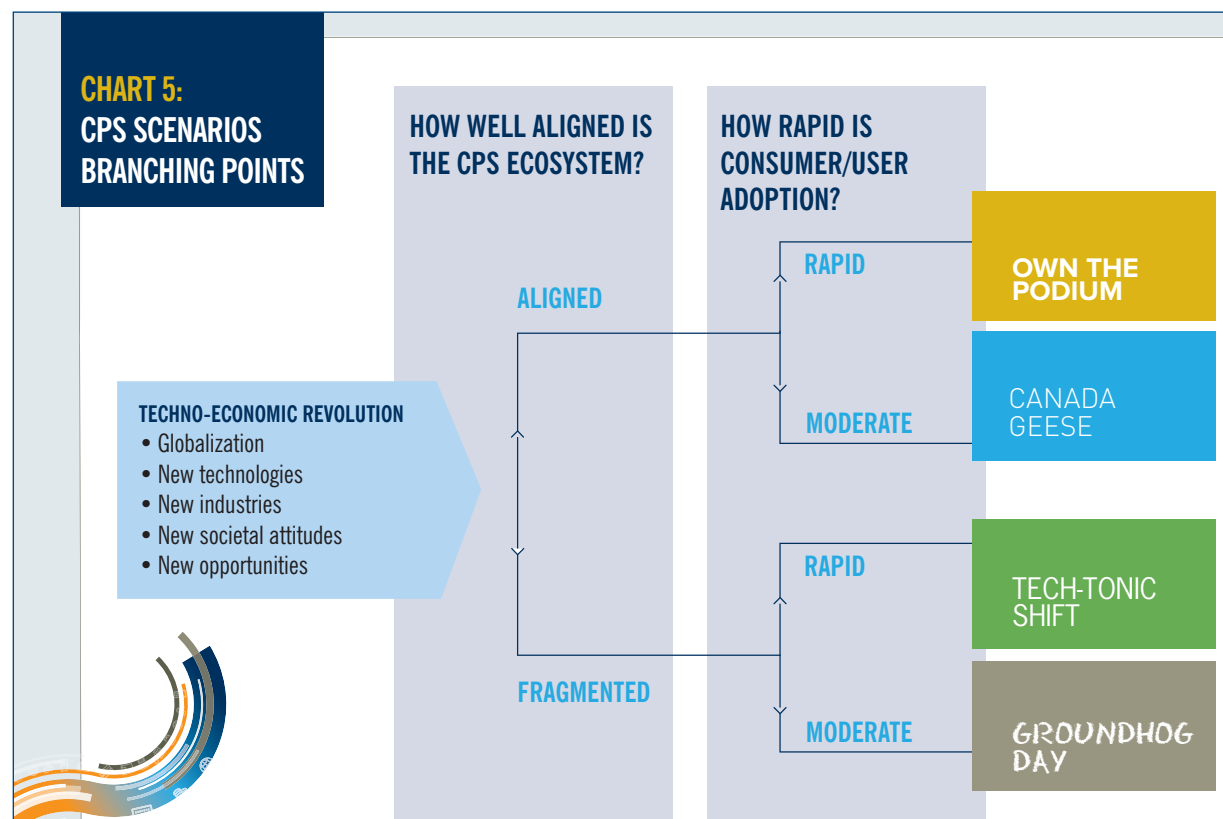 CHART 5:
CPS SCENARIOS
BRANCHING POINTS
HOW WELL ALIGNED IS
THE CPS ECOSYSTEM?
HOW RAPID IS
CONSUMER/USER
ADOPTION?
TECHNO-ECONOMIC REVOLUTION
• Globalization
• New technologies
• New industries
• New societal attitudes
• New opportunities
ALIGNED
FRAGMENTED
RAPID
MODERATE
RAPID
MODERATE
OWN THE
PODIUM
CANADA
GEESE
TECH-TONIC
SHIFT
GROUNDHOG
DAY